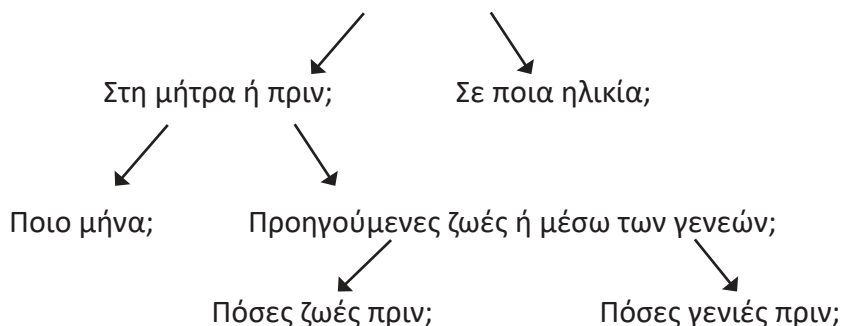 Στη μήτρα ή πριν; Σε ποια ηλικία;
Ποιο μήνα; Προηγούμενες ζωές ή μέσω των γενεών;
Πόσες ζωές πριν; Πόσες γενιές πριν;